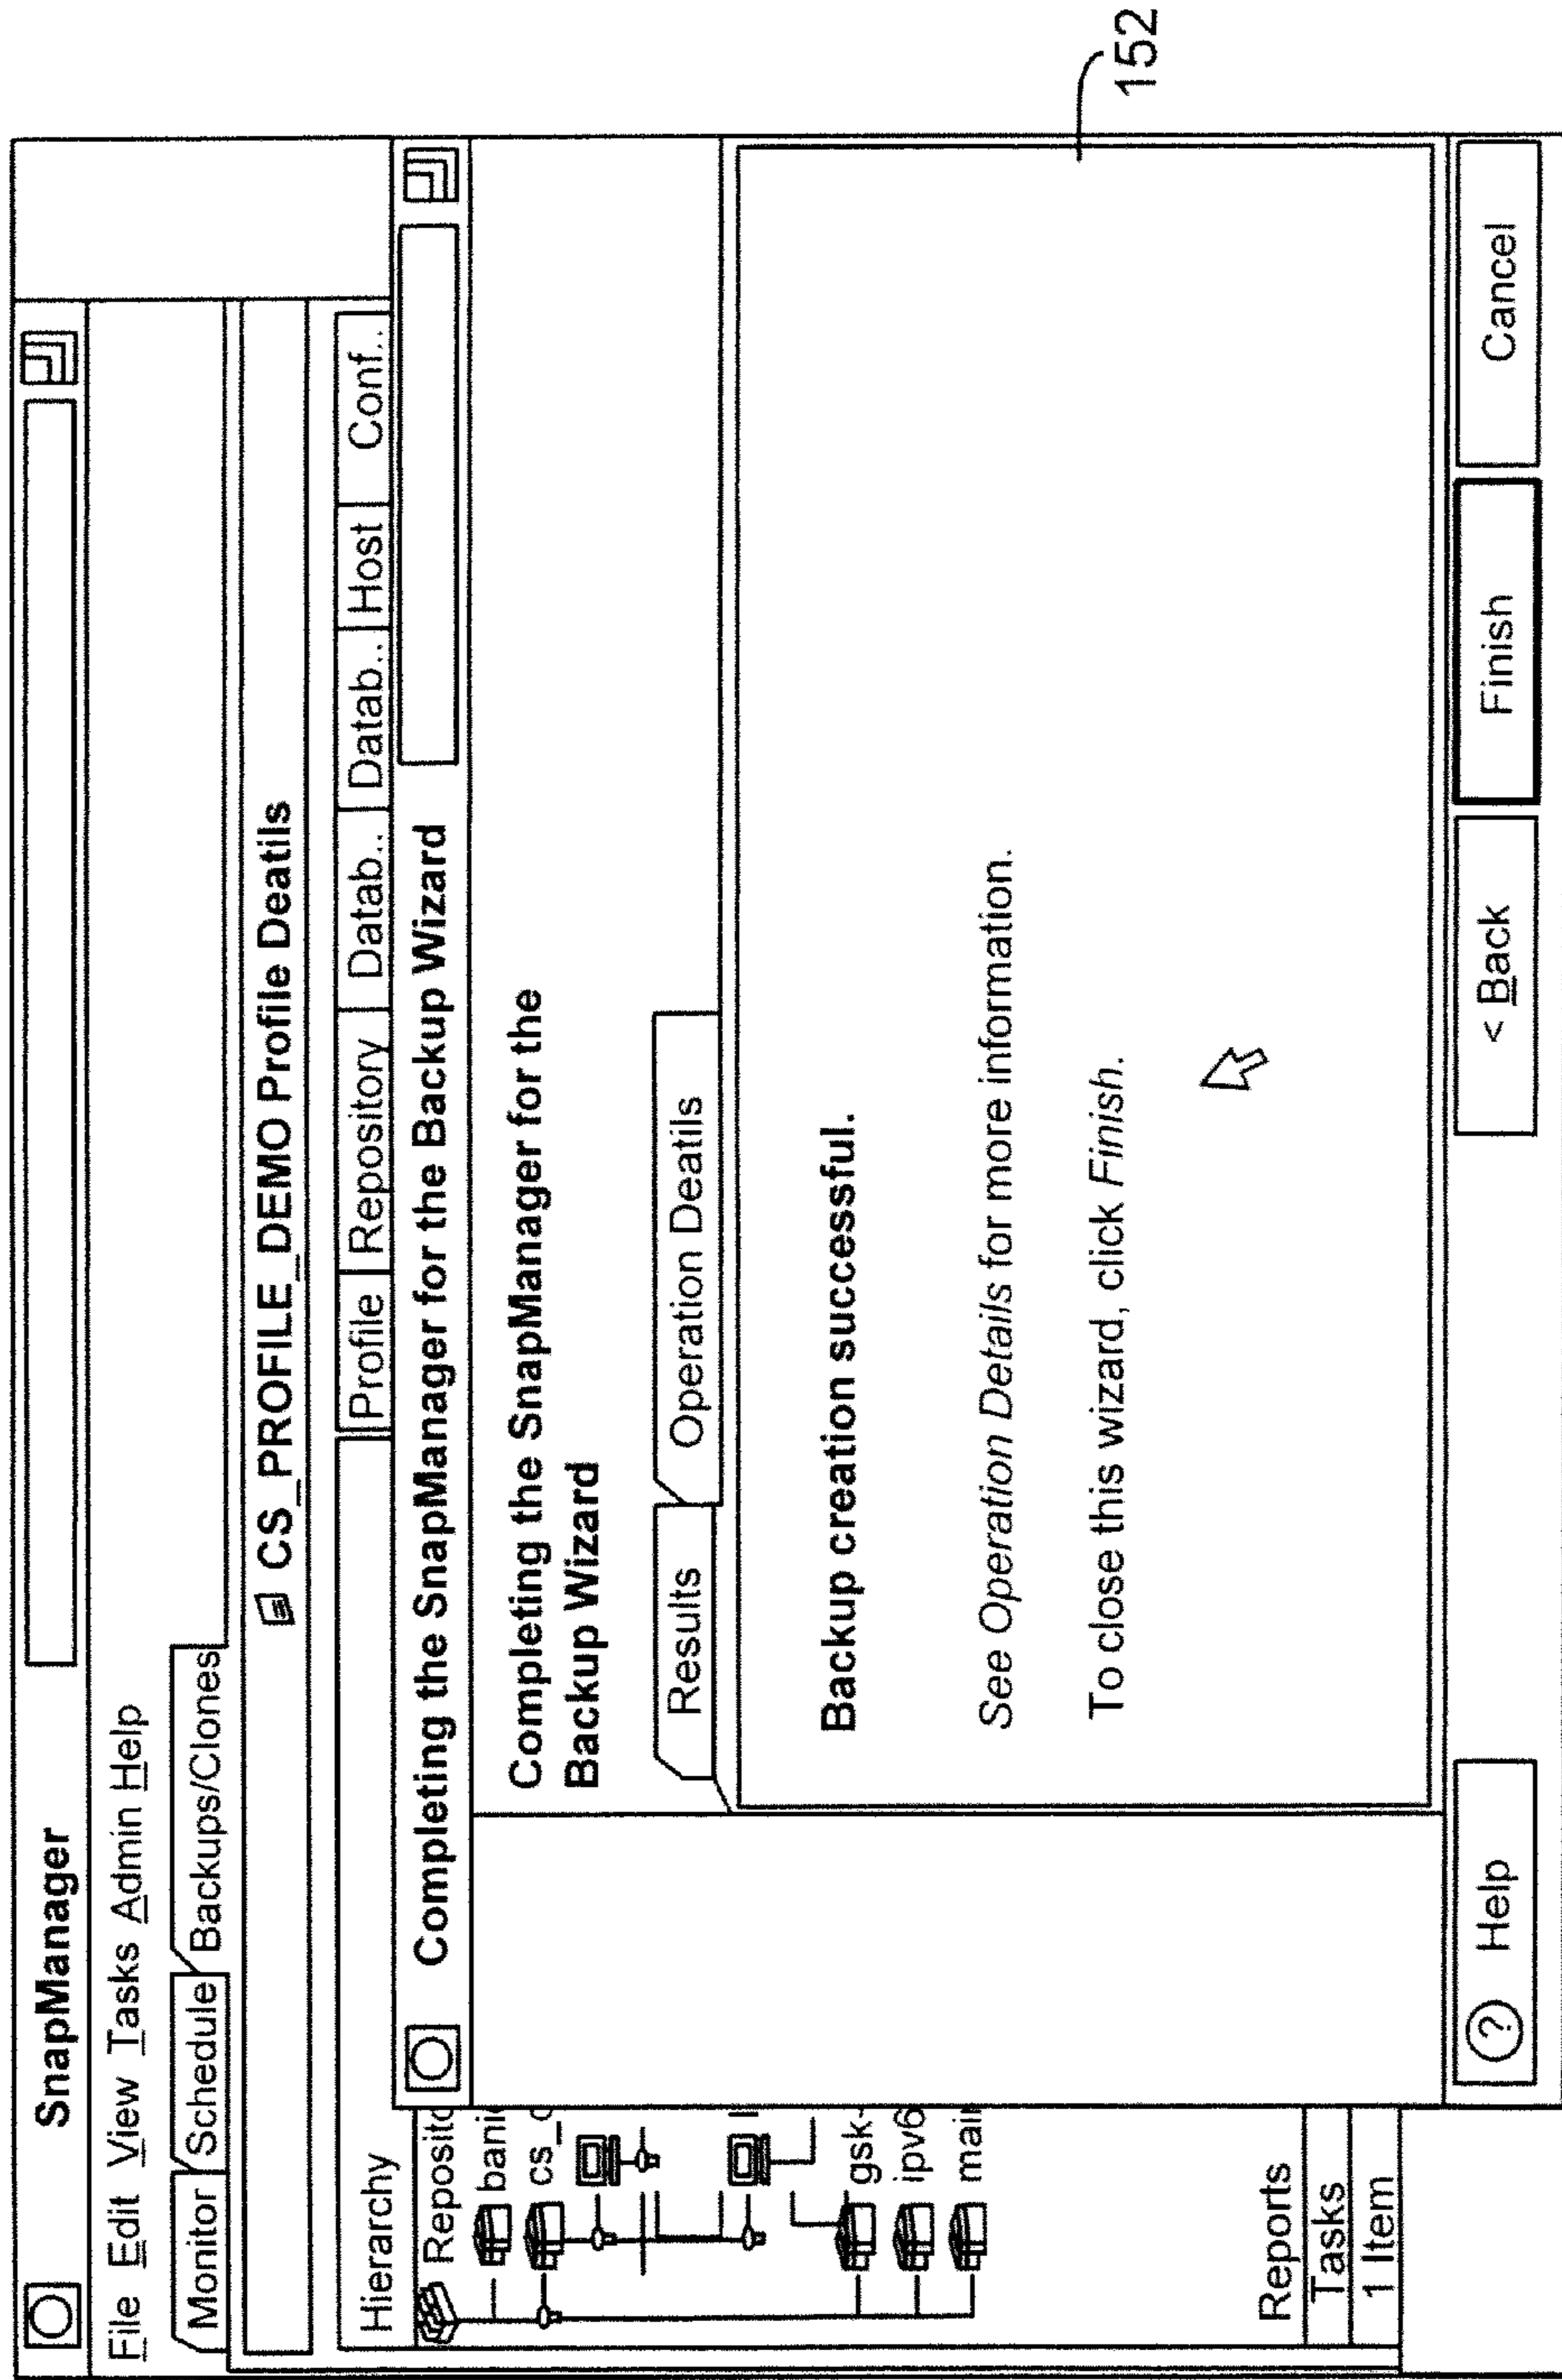 SnapManager
File Edit View Tasks Admin Help
Monitor Schedule Backups/Clones
CS_PROFILE_DEMO Profile Deatils
Hierarchy
Profile Repository Datab... Datab... Host Conf...
Reposito
bani
cs_
gsk-
ipv6
mai
Reports
Tasks
1 Item
Completing the SnapManager for the Backup Wizard
Completing the SnapManager for the
Backup Wizard
Results Operation Deatils
Backup creation successful.
See Operation Details for more information.
To close this wizard, click Finish.
152
? Help < Back Finish Cancel